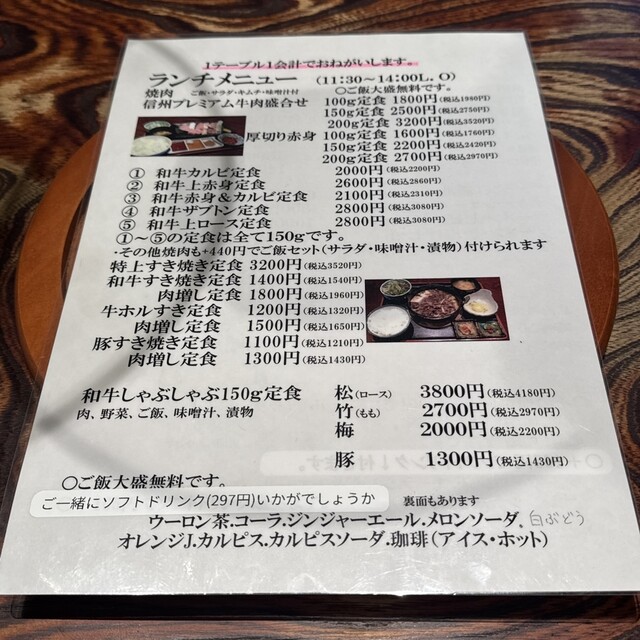 1テーブル1会計でおねがいします。
ランチメニュー (11:30〜14:00L.O)
焼肉 ご飯・サラダ・キムチ・味噌汁付 〇ご飯大盛無料です。
信州プレミアム牛肉盛合せ 100g定食 1800円(税込1980円)
150g定食 2500円(税込2750円)
200g定食 3200円(税込3520円)
厚切り赤身 100g定食 1600円(税込1760円)
150g定食 2200円(税込2420円)
200g定食 2700円(税込2970円)
① 和牛カルビ定食 2000円(税込2200円)
② 和牛上赤身定食 2600円(税込2860円)
③ 和牛赤身&カルビ定食 2100円(税込2310円)
④ 和牛ザブトン定食 2800円(税込3080円)
⑤ 和牛上ロース定食 2800円(税込3080円)
①〜⑤の定食は全て150gです。
・その他焼肉も+440円でご飯セット(サラダ・味噌汁・漬物)付けられます
特上すき焼き定食 3200円(税込3520円)
和牛すき焼き定食 1400円(税込1540円)
肉増し定食 1800円(税込1960円)
牛ホルすき定食 1200円(税込1320円)
肉増し定食 1500円(税込1650円)
豚すき焼き定食 1100円(税込1210円)
肉増し定食 1300円(税込1430円)
和牛しゃぶしゃぶ150g定食 松(ロース) 3800円(税込4180円)
肉、野菜、ご飯、味噌汁、漬物 竹(もも) 2700円(税込2970円)
梅 2000円(税込2200円)
豚 1300円(税込1430円)
〇ご飯大盛無料です。
ご一緒にソフトドリンク(297円)いかがでしょうか 裏面もあります
ウーロン茶.コーラ.ジンジャーエール.メロンソーダ、白ぶどう
オレンジJ.カルピス.カルピスソーダ.珈琲(アイス・ホット)